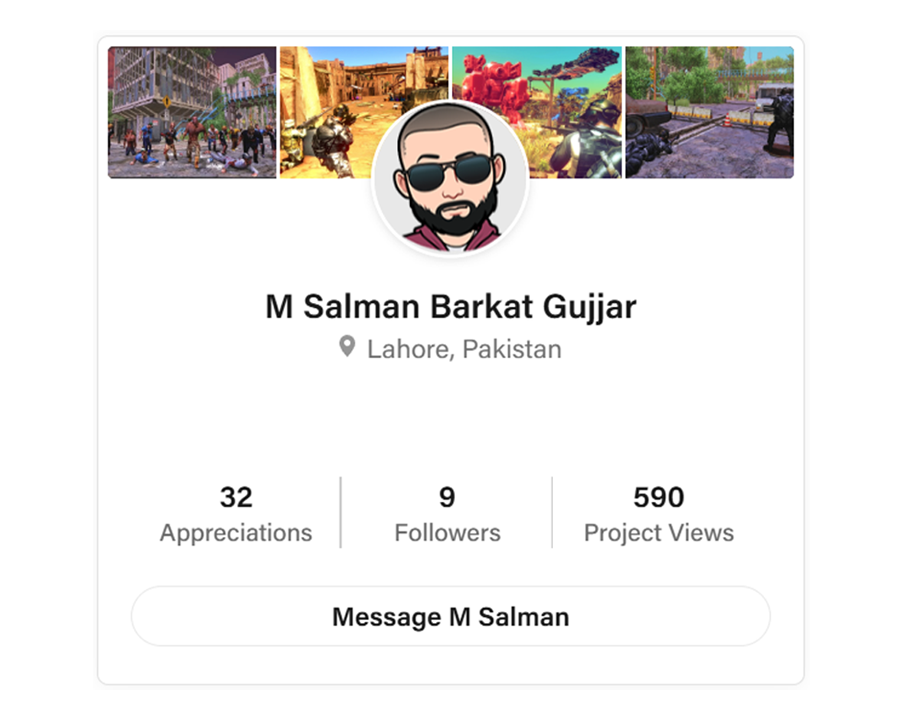 M Salman Barkat Gujjar
Lahore, Pakistan
32
Appreciations
9
Followers
590
Project Views
Message M Salman